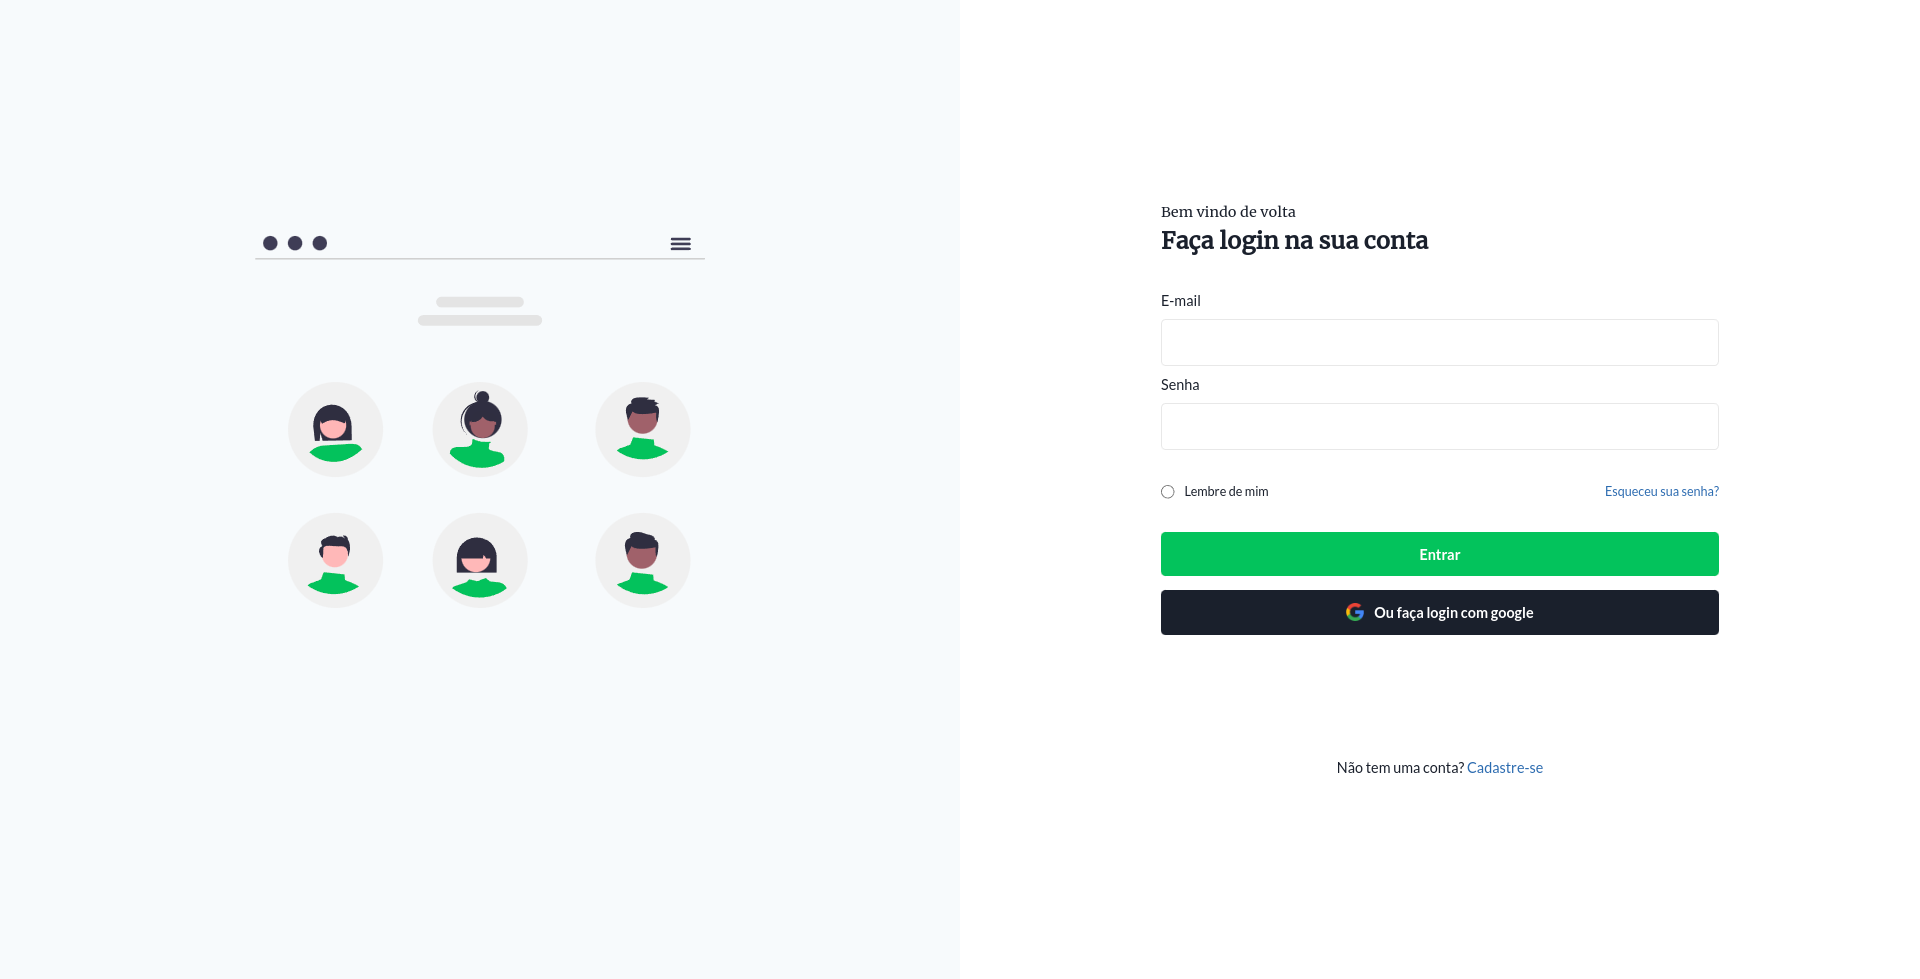 Bem vindo de volta
Faça login na sua conta
E-mail
Senha
Lembre de mim
Esqueceu sua senha?
Entrar
Ou faça login com google
Não tem uma conta? Cadastre-se